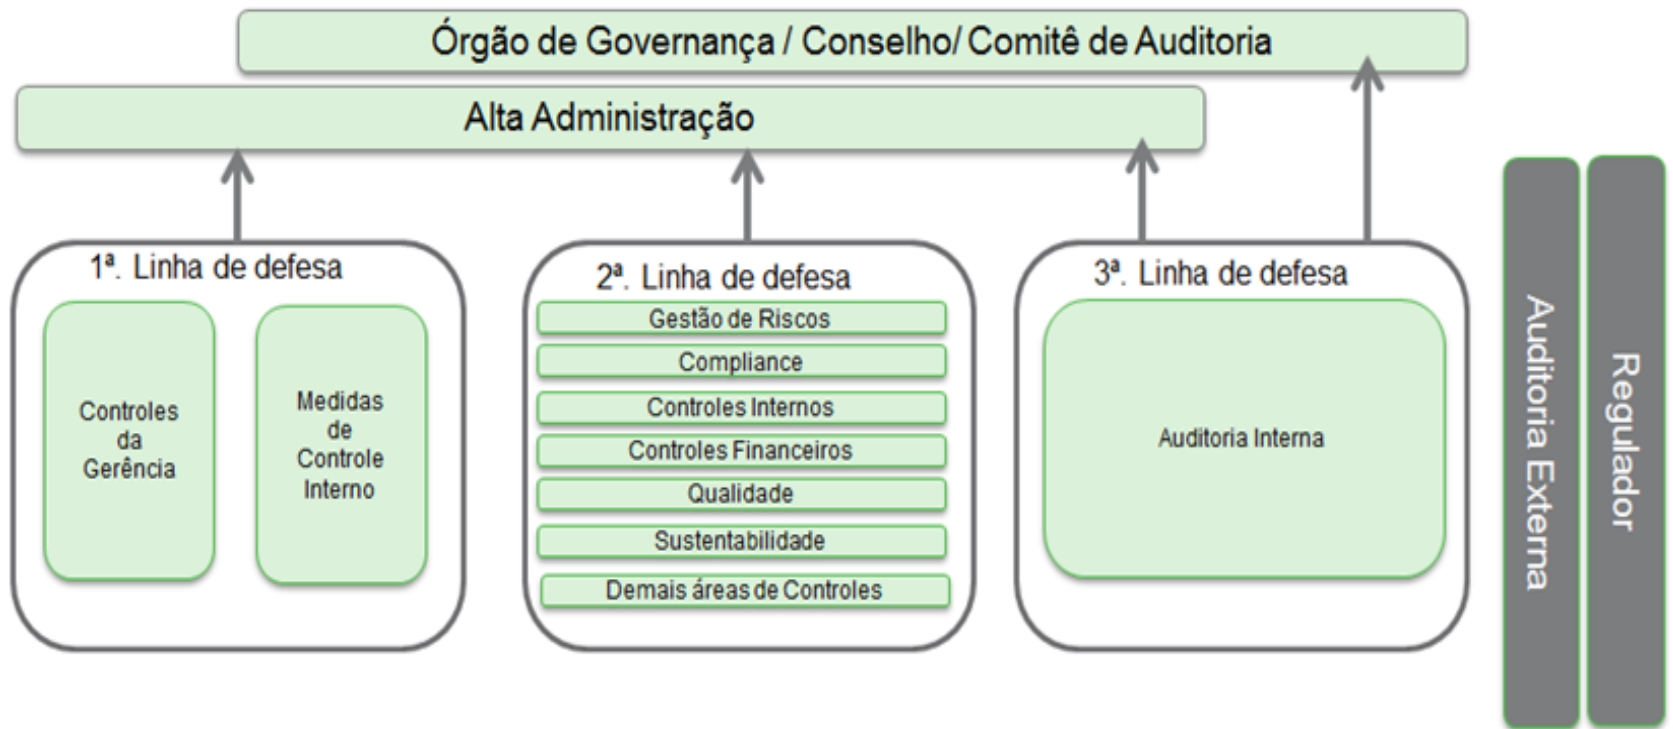 Órgão de Governança / Conselho/ Comitê de Auditoria
Alta Administração
1ª. Linha de defesa
Controles
da
Gerência
Medidas
de
Controle
Interno
2ª. Linha de defesa
Gestão de Riscos
Compliance
Controles Internos
Controles Financeiros
Qualidade
Sustentabilidade
Demais áreas de Controles
3ª. Linha de defesa
Auditoria Interna
Auditoria Externa
Regulador